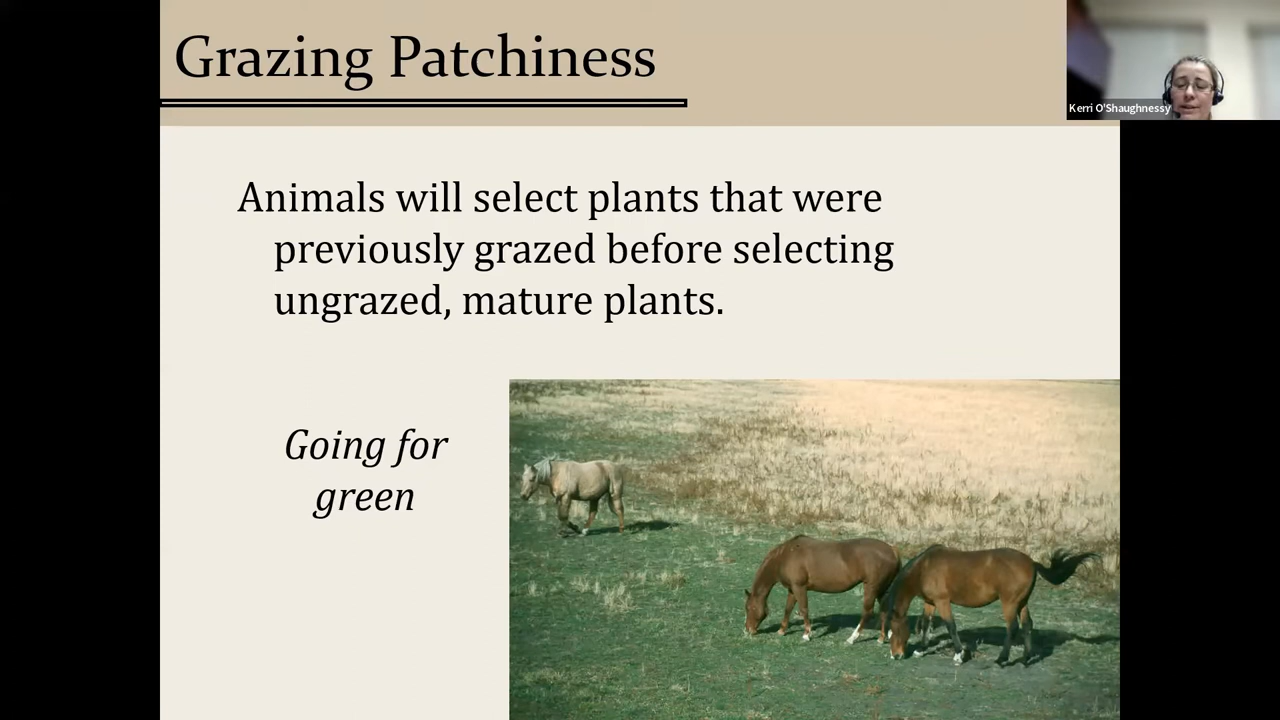 Grazing Patchiness
Kerri O'Shaughnessy
Animals will select plants that were
previously grazed before selecting
ungrazed, mature plants.
Going for
green